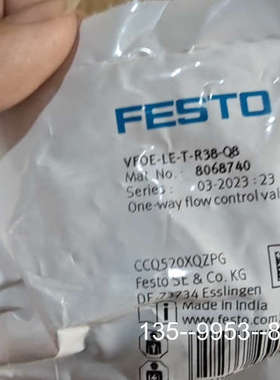 FESTO
VFOE-LE-T-R38-Q8
Mat. No.: 8068740
Series: 03-2023 : 23
One-way flow control val
CCQ520XQZPG
Festo SE & Co. KG
DE-73734 Esslingen
Made in India
www.festo.com
135--9953--8